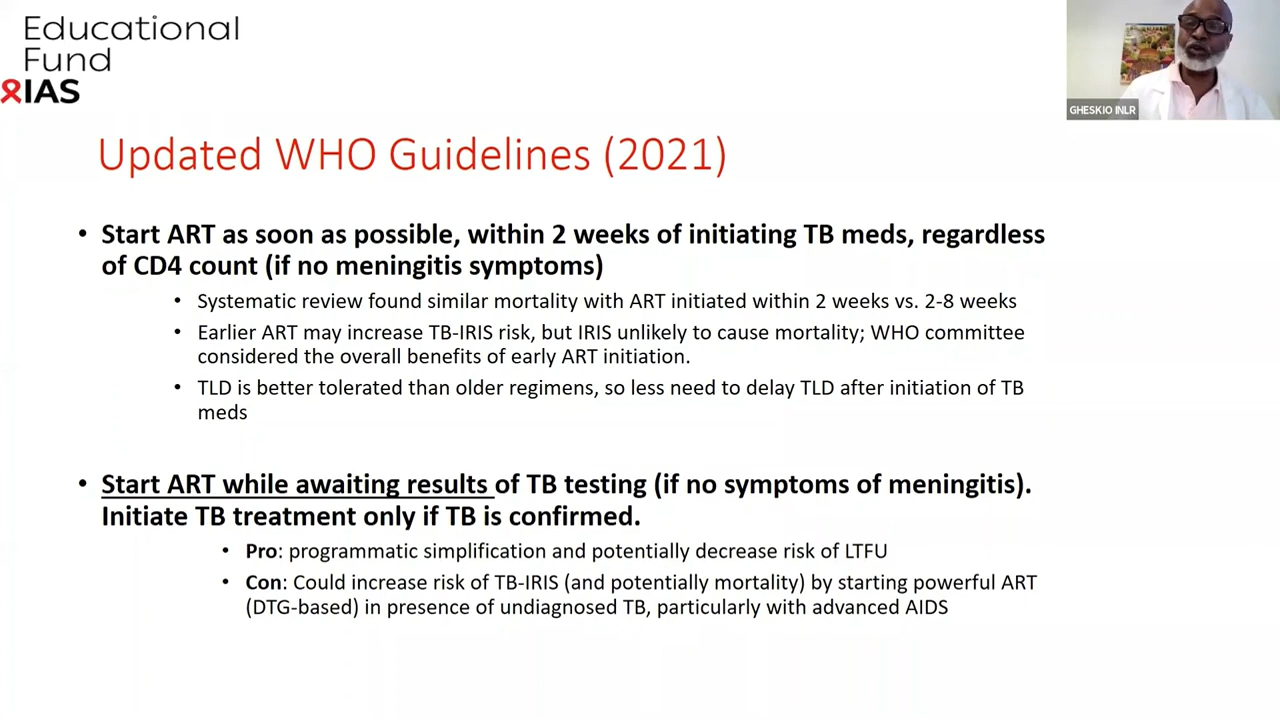 Educational
Fund
IAS
GHESKIO INLR
Updated WHO Guidelines (2021)
• Start ART as soon as possible, within 2 weeks of initiating TB meds, regardless
of CD4 count (if no meningitis symptoms)
• Systematic review found similar mortality with ART initiated within 2 weeks vs. 2-8 weeks
• Earlier ART may increase TB-IRIS risk, but IRIS unlikely to cause mortality; WHO committee
considered the overall benefits of early ART initiation.
• TLD is better tolerated than older regimens, so less need to delay TLD after initiation of TB
meds
• Start ART while awaiting results of TB testing (if no symptoms of meningitis).
Initiate TB treatment only if TB is confirmed.
• Pro: programmatic simplification and potentially decrease risk of LTFU
• Con: Could increase risk of TB-IRIS (and potentially mortality) by starting powerful ART
(DTG-based) in presence of undiagnosed TB, particularly with advanced AIDS